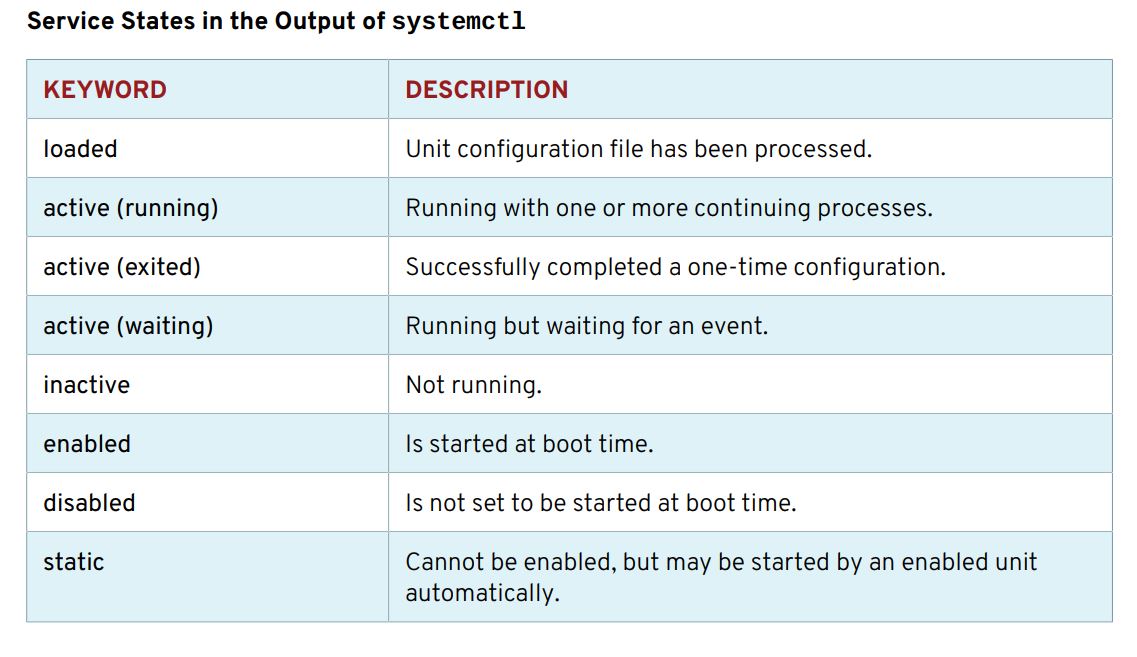 Service States in the Output of systemctl
KEYWORD DESCRIPTION
loaded Unit configuration file has been processed.
active (running) Running with one or more continuing processes.
active (exited) Successfully completed a one-time configuration.
active (waiting) Running but waiting for an event.
inactive Not running.
enabled Is started at boot time.
disabled Is not set to be started at boot time.
static Cannot be enabled, but may be started by an enabled unit
automatically.